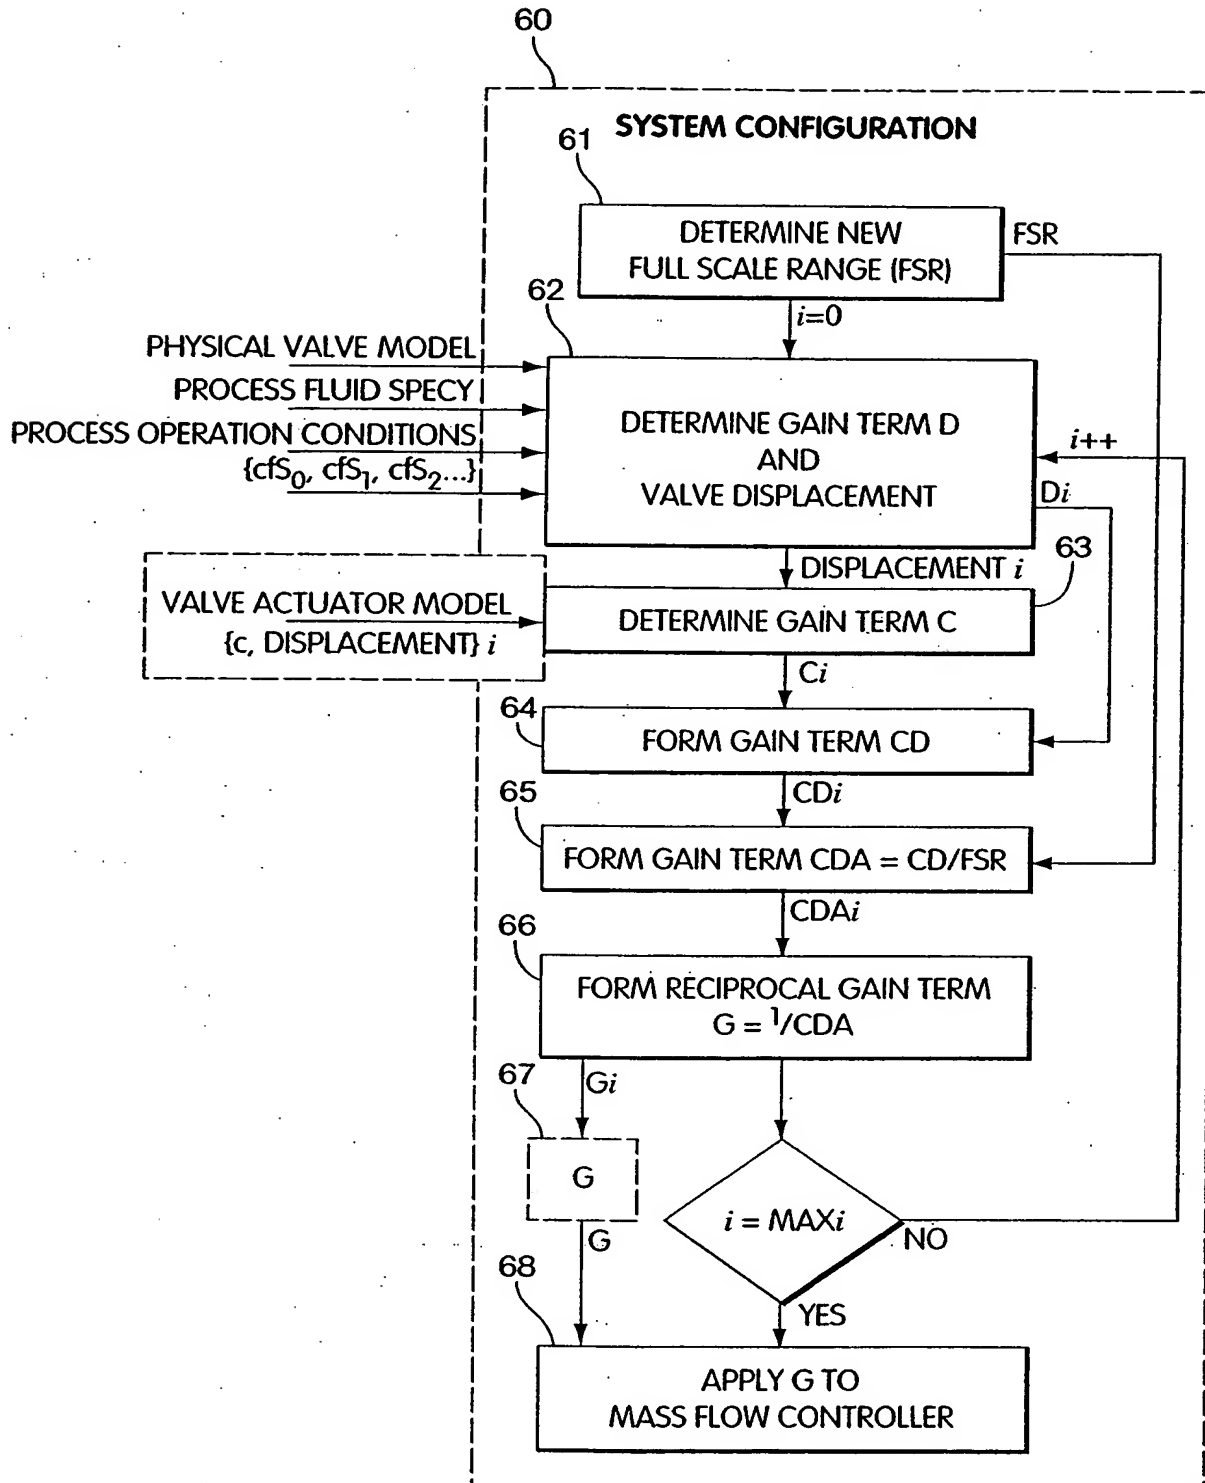 60
SYSTEM CONFIGURATION
61
DETERMINE NEW
FULL SCALE RANGE (FSR)
FSR
i=0
62
PHYSICAL VALVE MODEL
PROCESS FLUID SPECY
PROCESS OPERATION CONDITIONS
{cfS₀, cfS₁, cfS₂...}
DETERMINE GAIN TERM D
AND
VALVE DISPLACEMENT
i++
Di
DISPLACEMENT i
63
VALVE ACTUATOR MODEL
{c, DISPLACEMENT} i
DETERMINE GAIN TERM C
Ci
64
FORM GAIN TERM CD
CDi
65
FORM GAIN TERM CDA = CD/FSR
CDAi
66
FORM RECIPROCAL GAIN TERM
G = 1/CDA
Gi
67
G
G
i = MAXi
NO
YES
68
APPLY G TO
MASS FLOW CONTROLLER